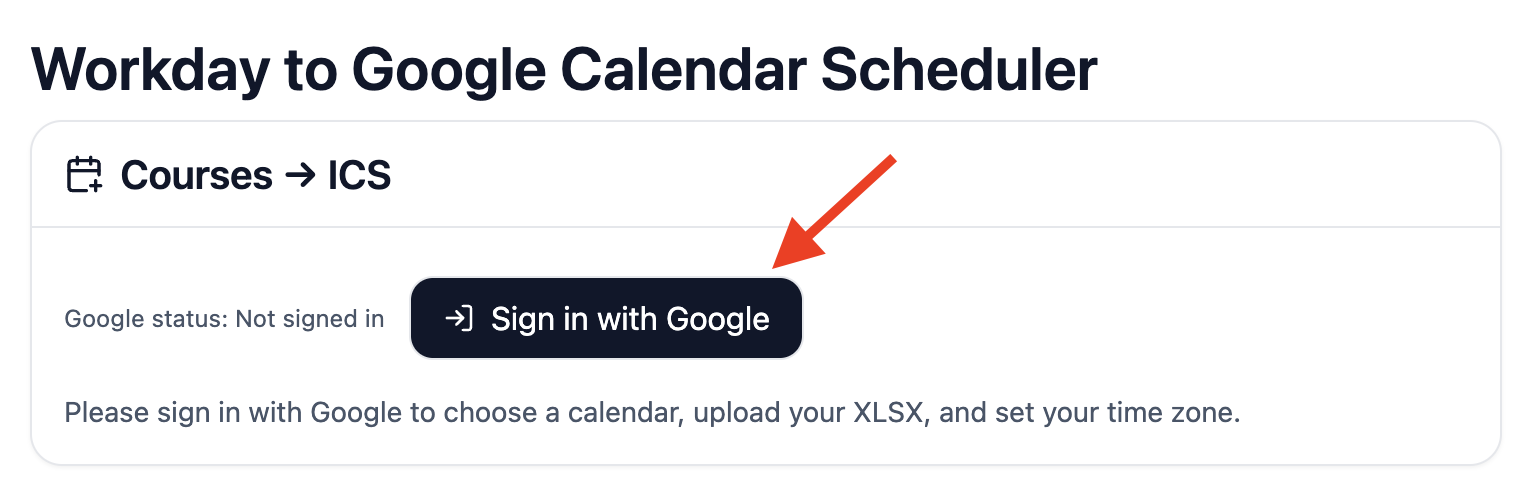 Workday to Google Calendar Scheduler
Courses → ICS
Google status: Not signed in
Sign in with Google
Please sign in with Google to choose a calendar, upload your XLSX, and set your time zone.